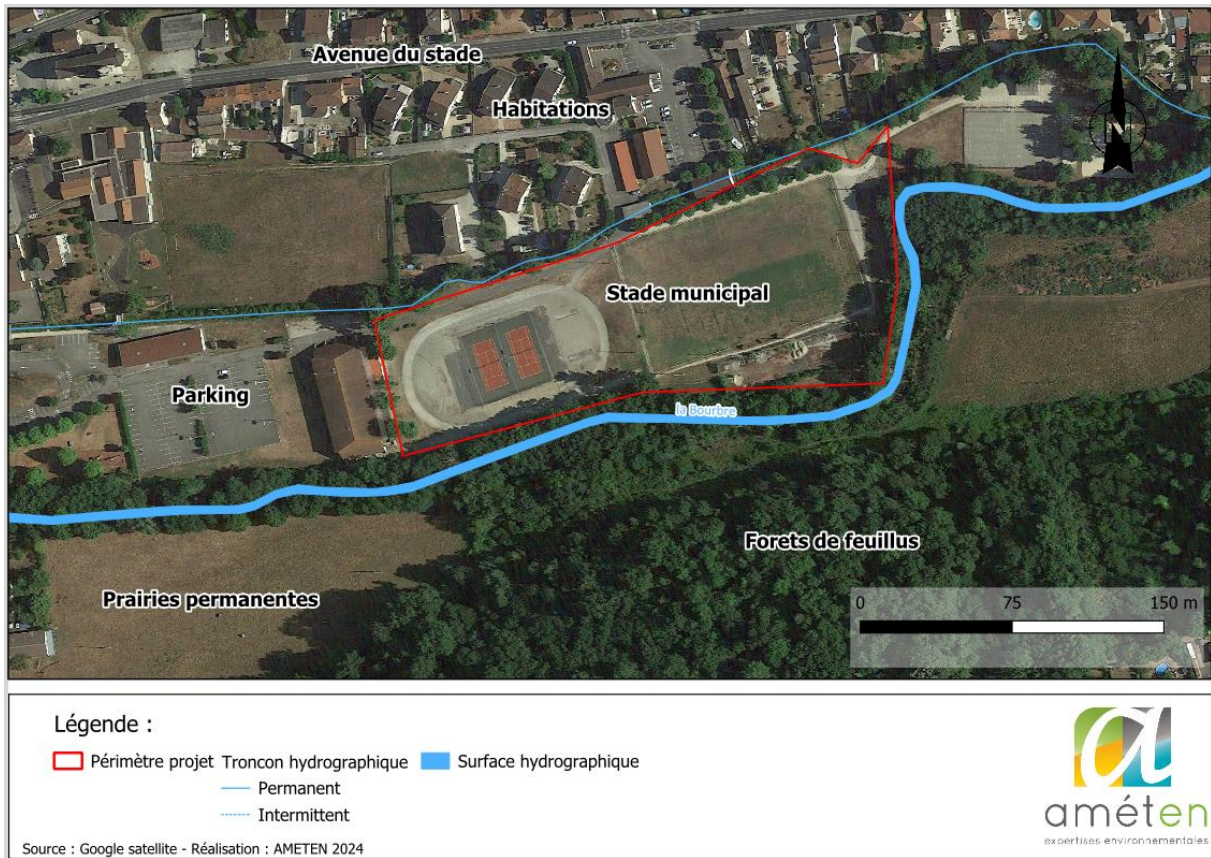 Avenue du stade
Habitations
Stade municipal
Parking
la Bourbre
Forets de feuillus
Prairies permanentes
0 75 150 m
Légende :
Périmètre projet Troncon hydrographique Surface hydrographique
Permanent
Intermittent
Source : Google satellite - Réalisation : AMETEN 2024
améten
expertises environnementales